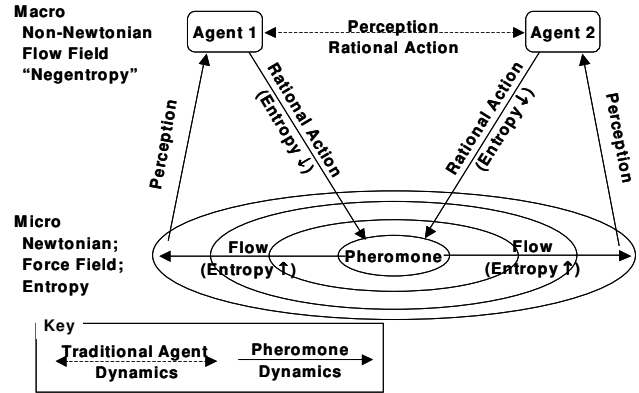 Macro
Non-Newtonian
Flow Field
“Negentropy”
Agent 1
Perception
Rational Action
Agent 2
Rational Action
(Entropy ↓)
Rational Action
(Entropy ↓)
Perception
Perception
Micro
Newtonian;
Force Field;
Entropy
Flow
(Entropy ↑)
Pheromone
Flow
(Entropy ↑)
Key
Traditional Agent
Dynamics
Pheromone
Dynamics